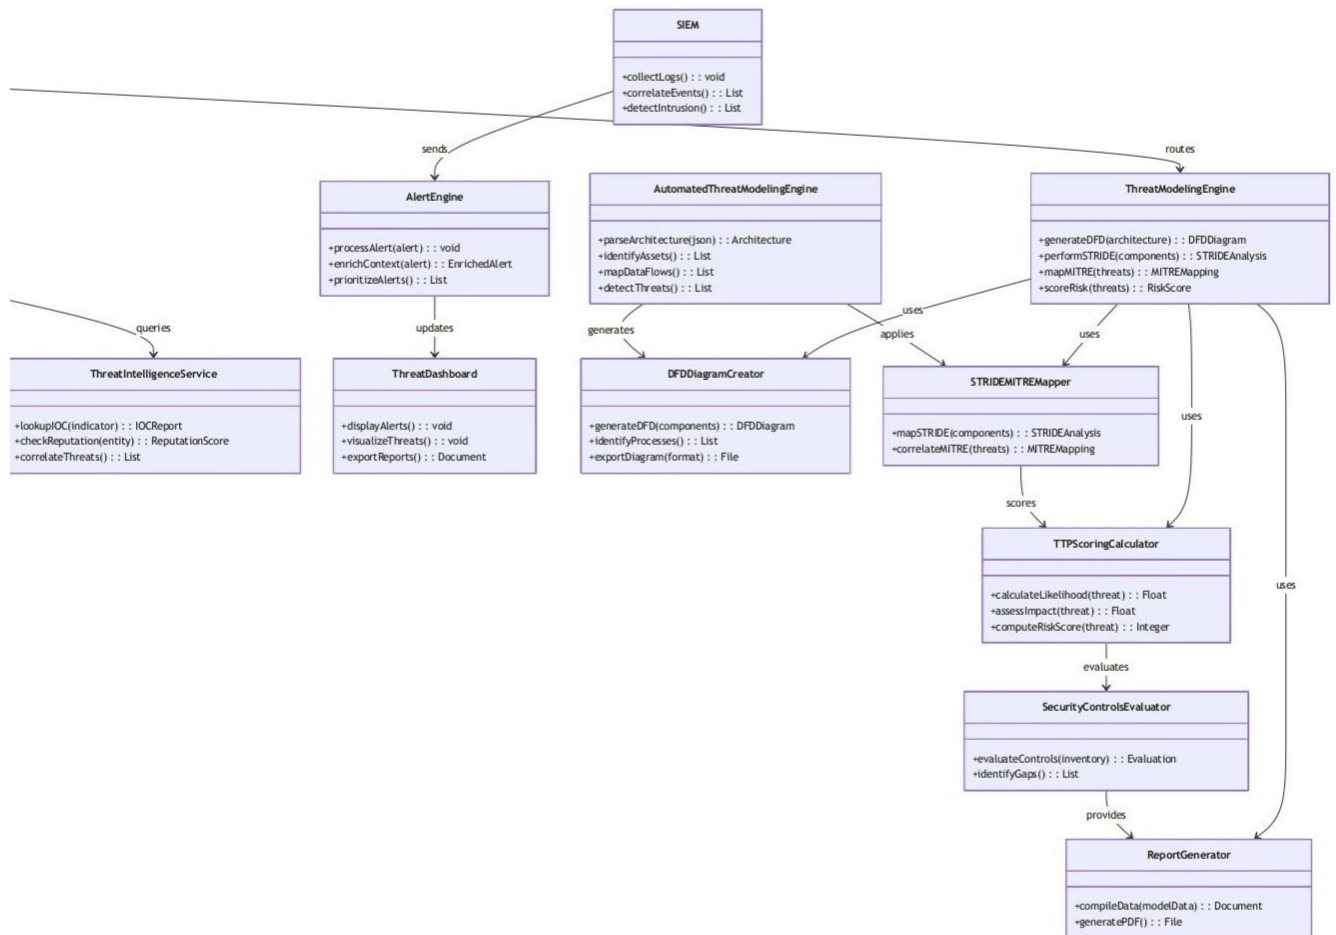 SIEM
+collectLogs() : : void
+correlateEvents() : : List
+detectIntrusion() : : List
sends
routes
AlertEngine
+processAlert(alert) : : void
+enrichContext(alert) : : EnrichedAlert
+prioritizeAlerts() : : List
AutomatedThreatModelingEngine
+parseArchitecture(json) : : Architecture
+identifyAssets() : : List
+mapDataFlows() : : List
+detectThreats() : : List
ThreatModelingEngine
+generateDFD(architecture) : : DFDDiagram
+performSTRIDE(components) : : STRIDEAnalysis
+mapMITRE(threats) : : MITREMapping
+scoreRisk(threats) : : RiskScore
queries
updates
generates
applies
uses
uses
uses
uses
ThreatIntelligenceService
+lookupIOC(indicator) : : IOCReport
+checkReputation(entity) : : ReputationScore
+correlateThreats() : : List
ThreatDashboard
+displayAlerts() : : void
+visualizeThreats() : : void
+exportReports() : : Document
DFDDiagramCreator
+generateDFD(components) : : DFDDiagram
+identifyProcesses() : : List
+exportDiagram(format) : : File
STRIDEMITREMapper
+mapSTRIDE(components) : : STRIDEAnalysis
+correlateMITRE(threats) : : MITREMapping
scores
TTPScoringCalculator
+calculateLikelihood(threat) : : Float
+assessImpact(threat) : : Float
+computeRiskScore(threat) : : Integer
evaluates
SecurityControlsEvaluator
+evaluateControls(inventory) : : Evaluation
+identifyGaps() : : List
provides
ReportGenerator
+compileData(modelData) : : Document
+generatePDF() : : File